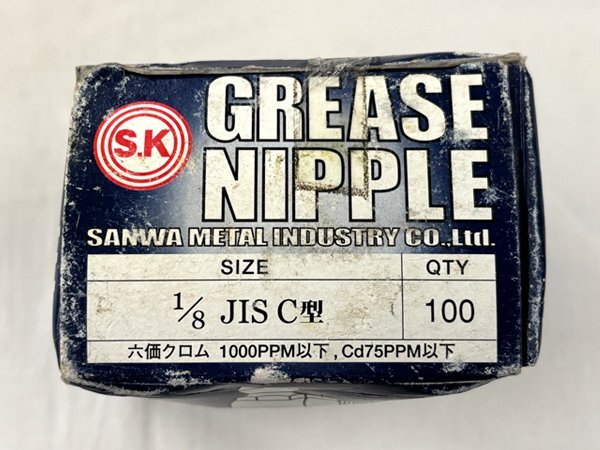 S.K
GREASE
NIPPLE
SANWA METAL INDUSTRY CO.,Ltd.
SIZE QTY
1/8 JIS C型 100
六価クロム 1000PPM以下,Cd75PPM以下